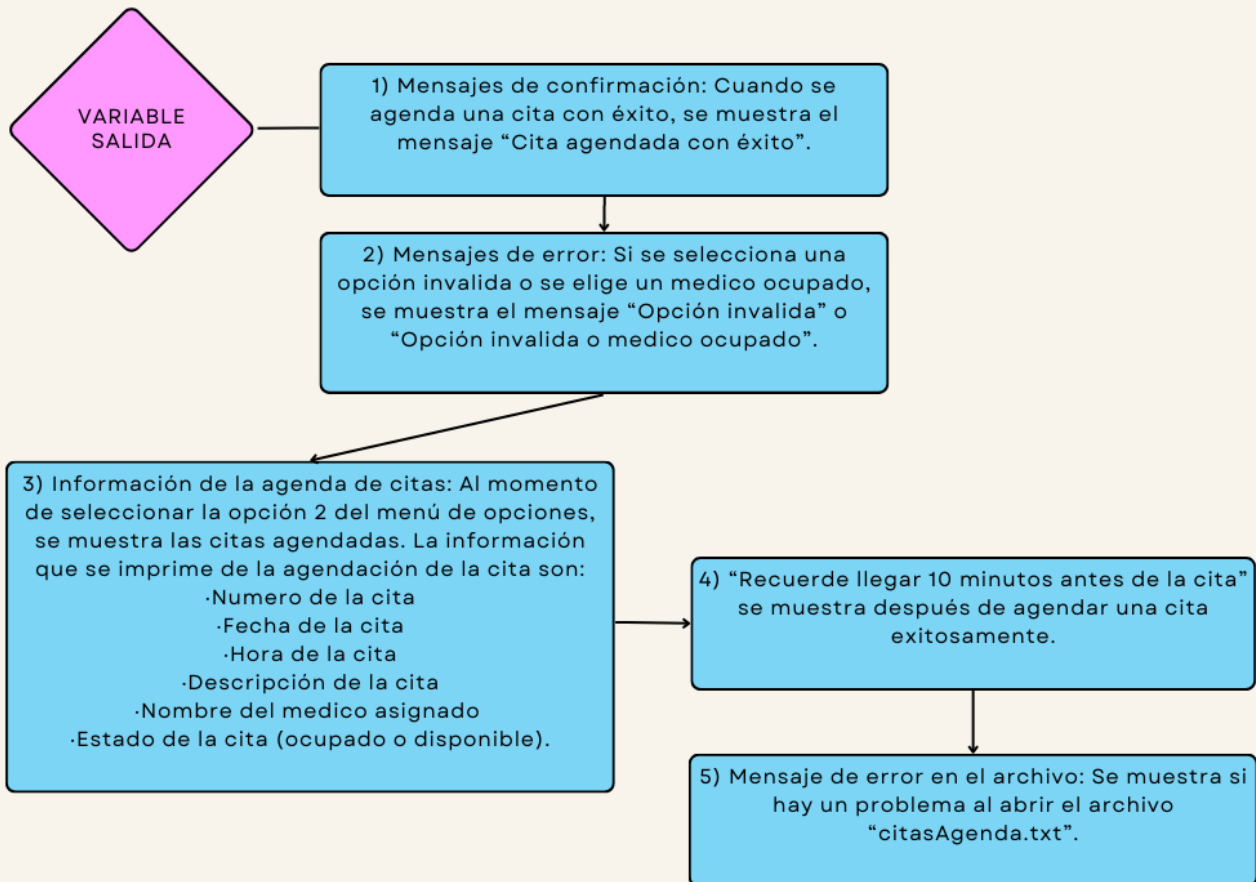 VARIABLE
SALIDA
1) Mensajes de confirmación: Cuando se
agenda una cita con éxito, se muestra el
mensaje “Cita agendada con éxito”.
2) Mensajes de error: Si se selecciona una
opción invalida o se elige un medico ocupado,
se muestra el mensaje “Opción invalida” o
“Opción invalida o medico ocupado”.
3) Información de la agenda de citas: Al momento
de seleccionar la opción 2 del menú de opciones,
se muestra las citas agendadas. La información
que se imprime de la agendación de la cita son:
·Numero de la cita
·Fecha de la cita
·Hora de la cita
·Descripción de la cita
·Nombre del medico asignado
·Estado de la cita (ocupado o disponible).
4) “Recuerde llegar 10 minutos antes de la cita”
se muestra después de agendar una cita
exitosamente.
5) Mensaje de error en el archivo: Se muestra si
hay un problema al abrir el archivo
“citasAgenda.txt”.